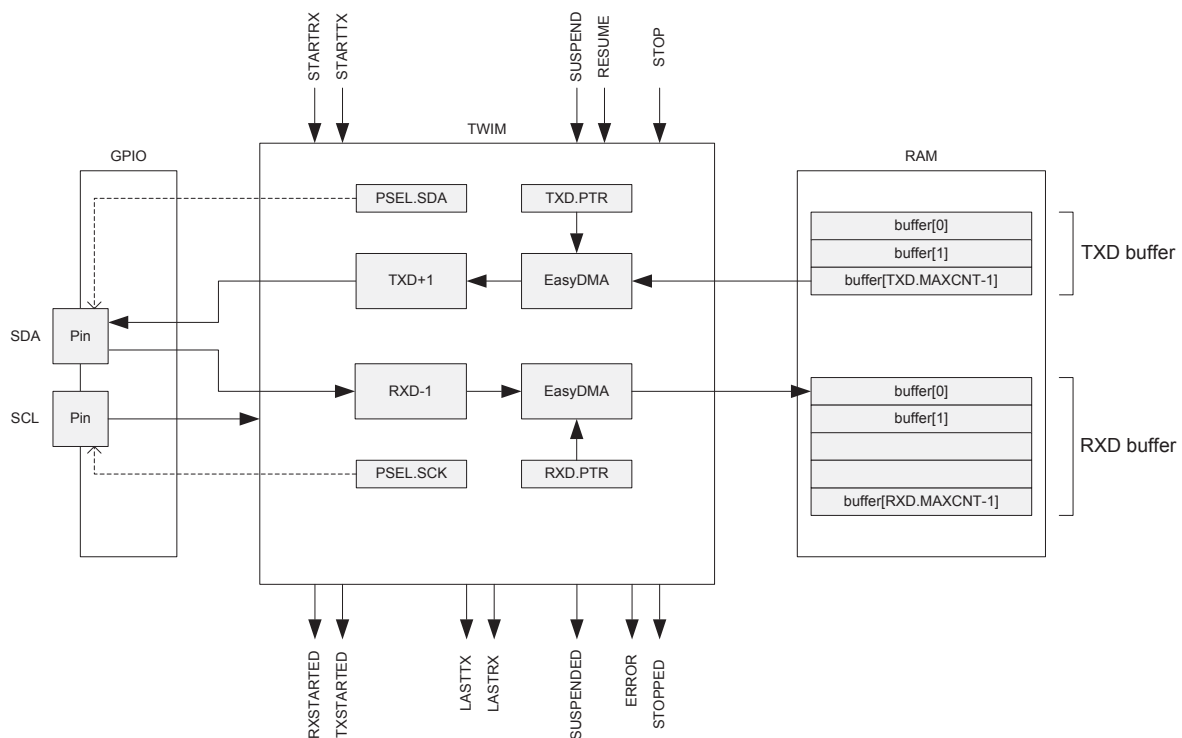 STARTRX
STARTTX
SUSPEND
RESUME
STOP
TWIM
GPIO
RAM
PSEL.SDA
TXD.PTR
buffer[0]
buffer[1]
buffer[TXD.MAXCNT-1]
TXD buffer
TXD+1
EasyDMA
SDA
Pin
RXD-1
EasyDMA
buffer[0]
buffer[1]
buffer[RXD.MAXCNT-1]
RXD buffer
SCL
Pin
PSEL.SCK
RXD.PTR
RXSTARTED
TXSTARTED
LASTTX
LASTRX
SUSPENDED
ERROR
STOPPED